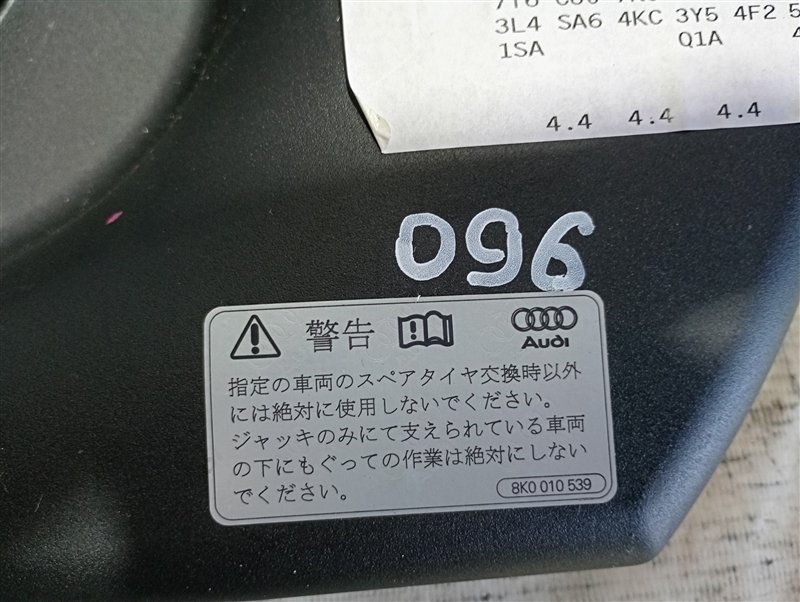 3L4 SA6 4KC 3Y5 4F2 5
1SA Q1A 4
4.4 4.4 4.4
096
警告 Audi
指定の車両のスペアタイヤ交換時以外
には絶対に使用しないでください。
ジャッキのみにて支えられている車両
の下にもぐっての作業は絶対にしない
でください。
8K0 010 539